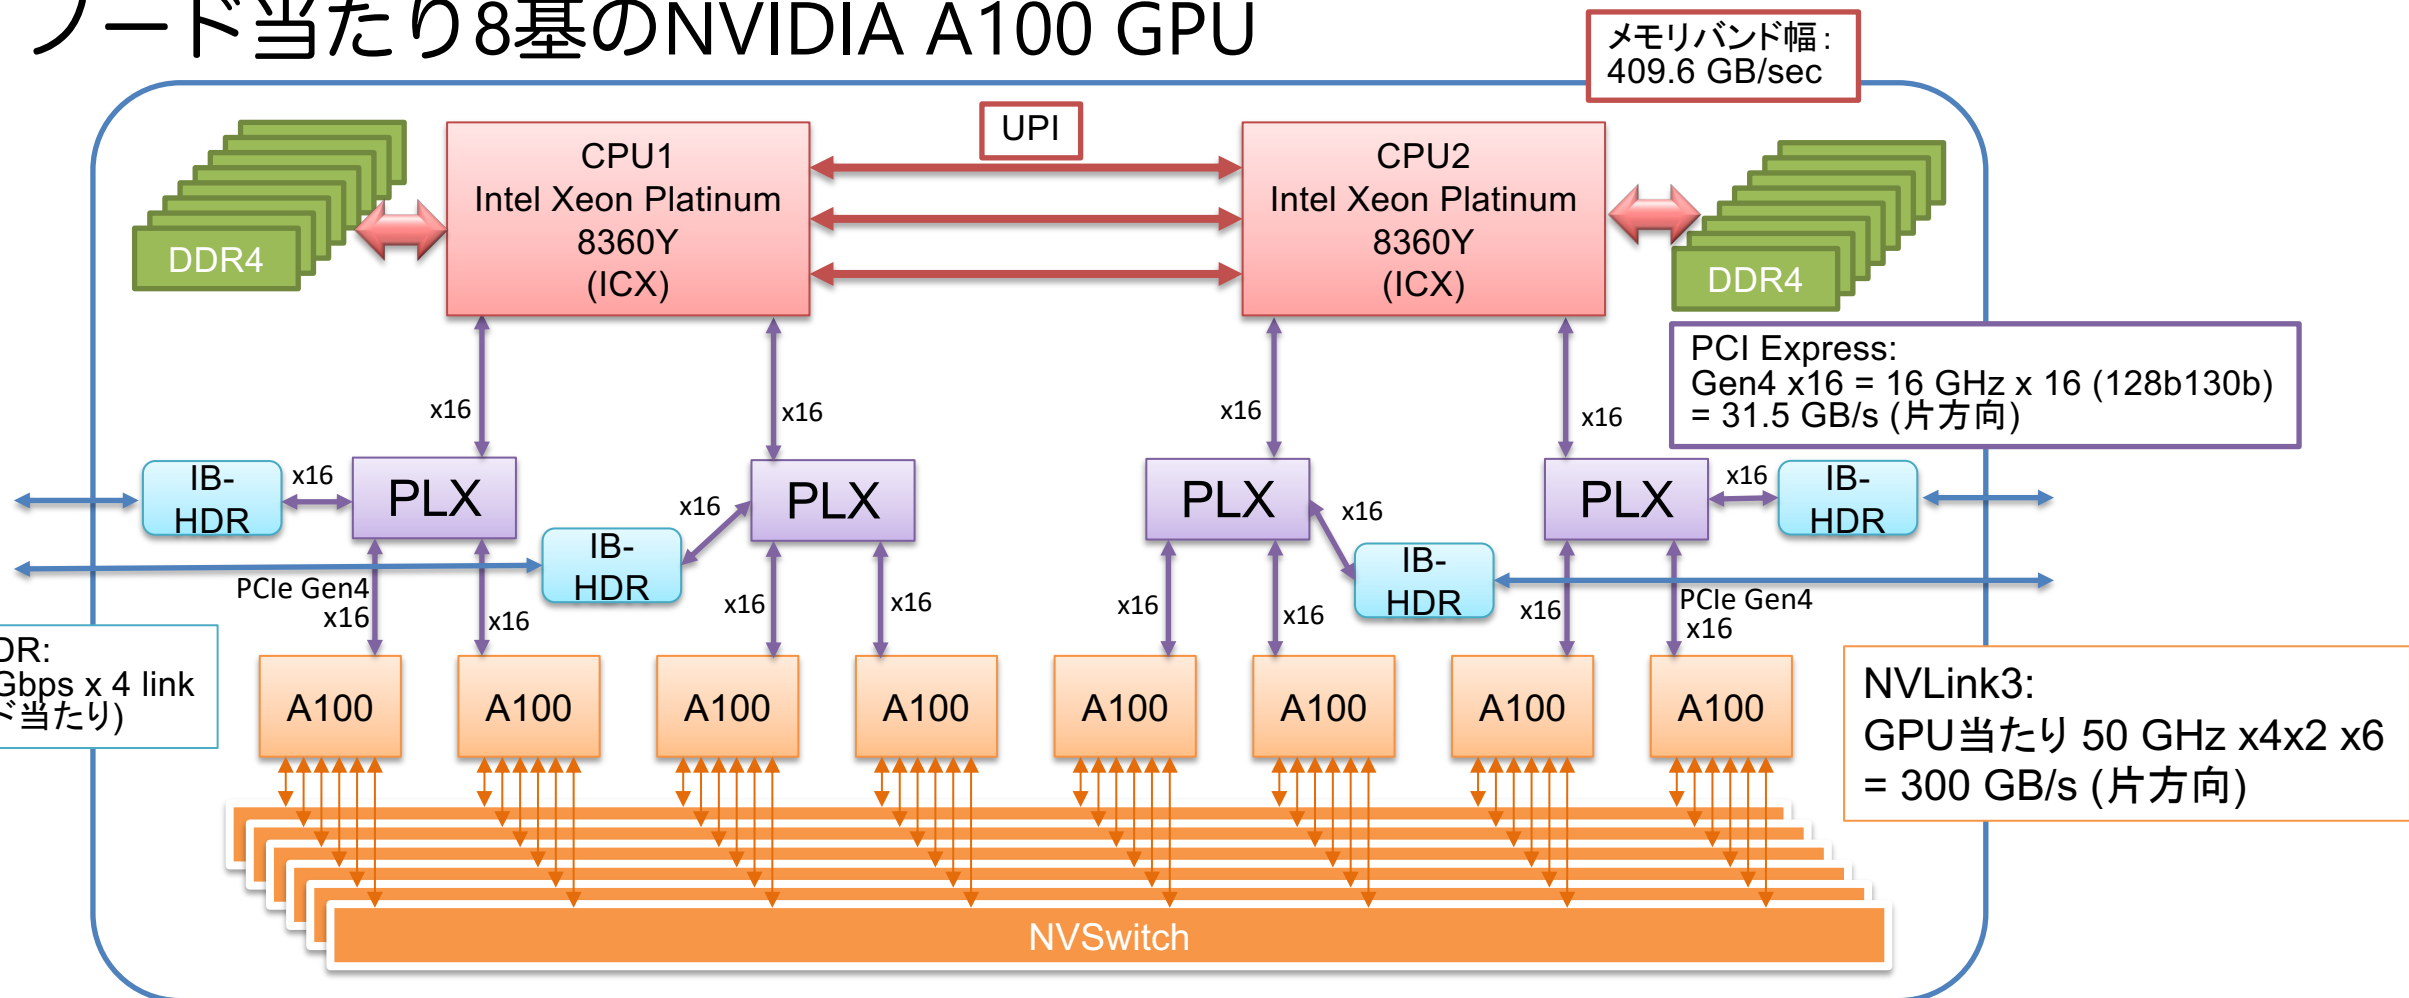 ノード当たり8基のNVIDIA A100 GPU
メモリバンド幅:
409.6 GB/sec
UPI
CPU1
Intel Xeon Platinum
8360Y
(ICX)
CPU2
Intel Xeon Platinum
8360Y
(ICX)
DDR4
DDR4
PCI Express:
Gen4 x16 = 16 GHz x 16 (128b130b)
= 31.5 GB/s (片方向)
x16
x16
x16
x16
IB-
HDR
x16
PLX
x16
PLX
PLX
x16
PLX
x16
IB-
HDR
IB-
HDR
IB-
HDR
PCIe Gen4
x16
x16
x16
x16
x16
x16
x16
PCIe Gen4
x16
DR:
Gbps x 4 link
ド当たり)
A100
A100
A100
A100
A100
A100
A100
A100
NVLink3:
GPU当たり 50 GHz x4x2 x6
= 300 GB/s (片方向)
NVSwitch